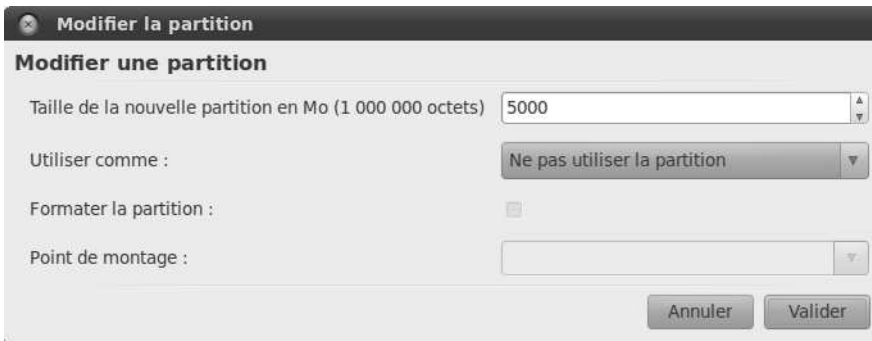 Modifier la partition
Modifier une partition
Taille de la nouvelle partition en Mo (1 000 000 octets) 5000
Utiliser comme : Ne pas utiliser la partition
Formater la partition :
Point de montage :
Annuler Valider